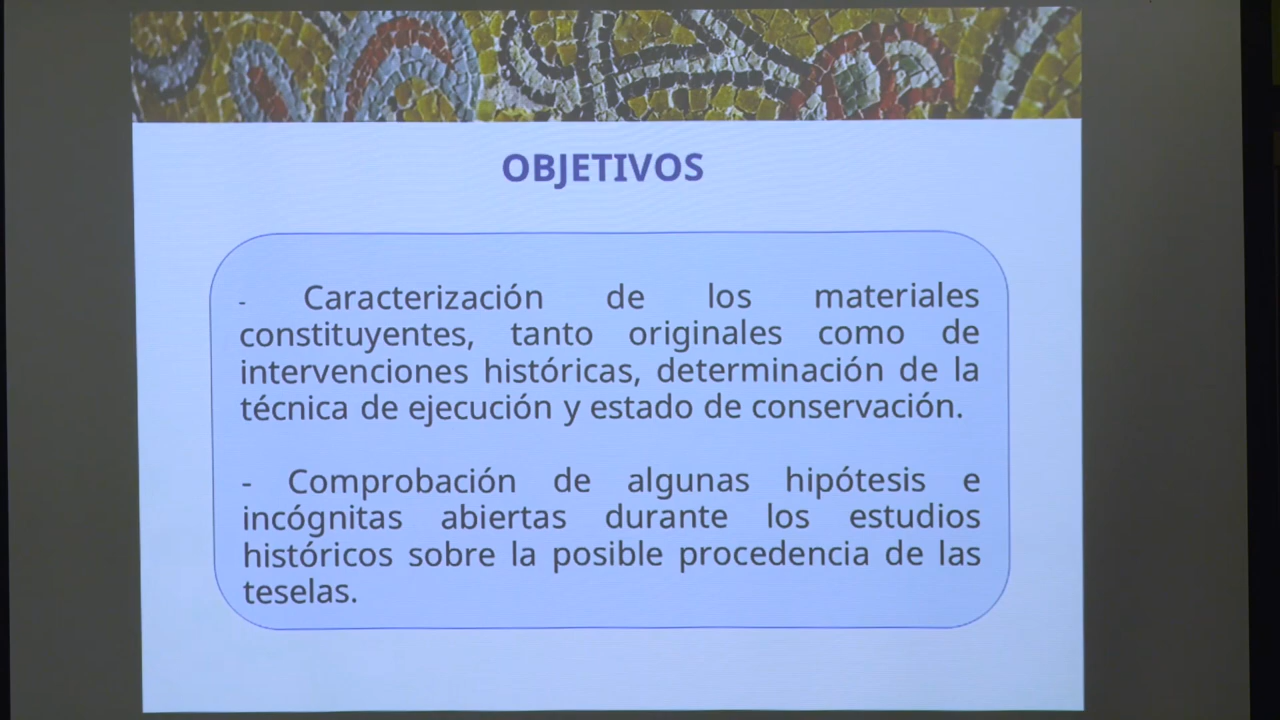 OBJETIVOS
- Caracterización de los materiales
constituyentes, tanto originales como de
intervenciones históricas, determinación de la
técnica de ejecución y estado de conservación.
- Comprobación de algunas hipótesis e
incógnitas abiertas durante los estudios
históricos sobre la posible procedencia de las
teselas.